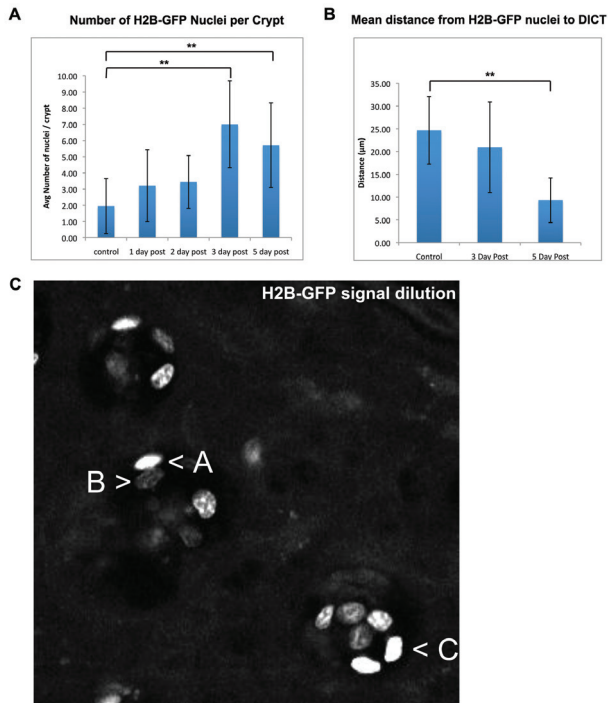 A
Number of H2B-GFP Nuclei per Crypt
**
**
Avg Number of nuclei / crypt
10.00
9.00
8.00
7.00
6.00
5.00
4.00
3.00
2.00
1.00
0.00
control
1 day post
2 day post
3 day post
5 day post
B
Mean distance from H2B-GFP nuclei to DICT
**
Distance (μm)
35.00
30.00
25.00
20.00
15.00
10.00
5.00
0.00
Control
3 Day Post
5 Day Post
C
H2B-GFP signal dilution
< A
B >
< C